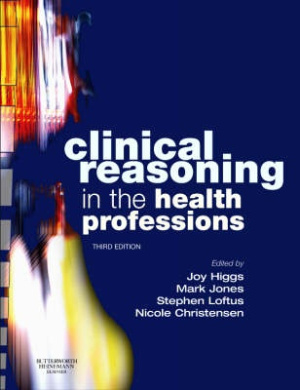 clinical
reasoning
in the health
professions
THIRD EDITION
Edited by
Joy Higgs
Mark Jones
Stephen Loftus
Nicole Christensen
BUTTERWORTH
HEINEMANN
ELSEVIER